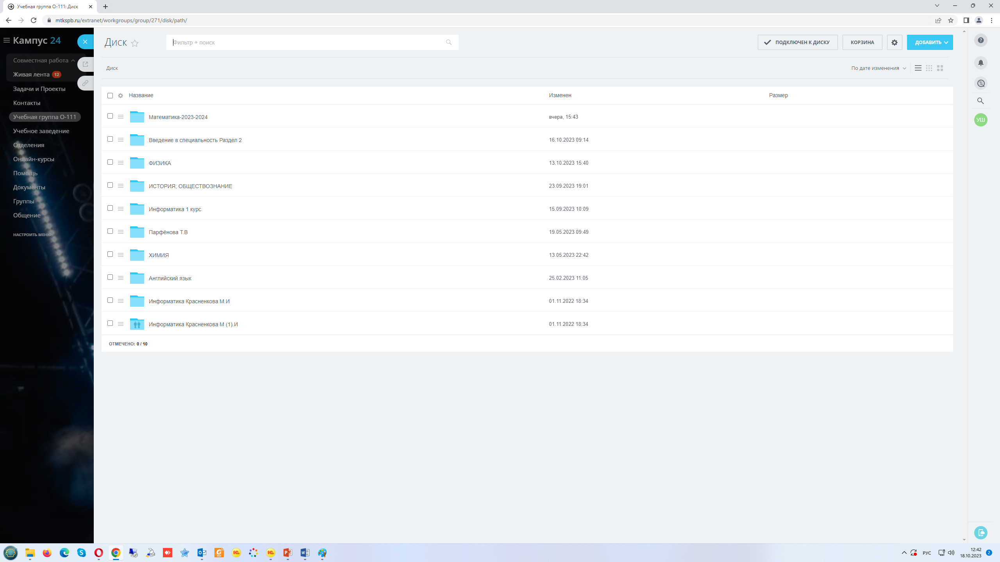 Учебная группа О-111: Диск
mtkspb.ru/extranet/workgroups/group/271/disk/path/
Кампус 24
Совместная работа
Живая лента 12
Задачи и Проекты
Контакты
Учебная группа О-111
Учебное заведение
Отделения
Онлайн-курсы
Помощь
Документы
Группы
Общение
НАСТРОИТЬ МЕНЮ
Диск
Фильтр + поиск
ПОДКЛЮЧЕН К ДИСКУ
КОРЗИНА
ДОБАВИТЬ
Диск
По дате изменения
Название Изменен Размер
Математика-2023-2024 вчера, 15:43
Введение в специальность Раздел 2 16.10.2023 09:14
ФИЗИКА 13.10.2023 15:40
ИСТОРИЯ; ОБЩЕСТВОЗНАНИЕ 23.09.2023 19:01
Информатика 1 курс 15.09.2023 10:09
Парфёнова Т.В 19.05.2023 09:49
ХИМИЯ 13.05.2023 22:42
Английский язык 25.02.2023 11:05
Информатика Красненкова М.И 01.11.2022 18:34
Информатика Красненкова М (1).И 01.11.2022 18:34
ОТМЕЧЕНО: 0 / 10
УШ
РУС
12:42
18.10.2023
2